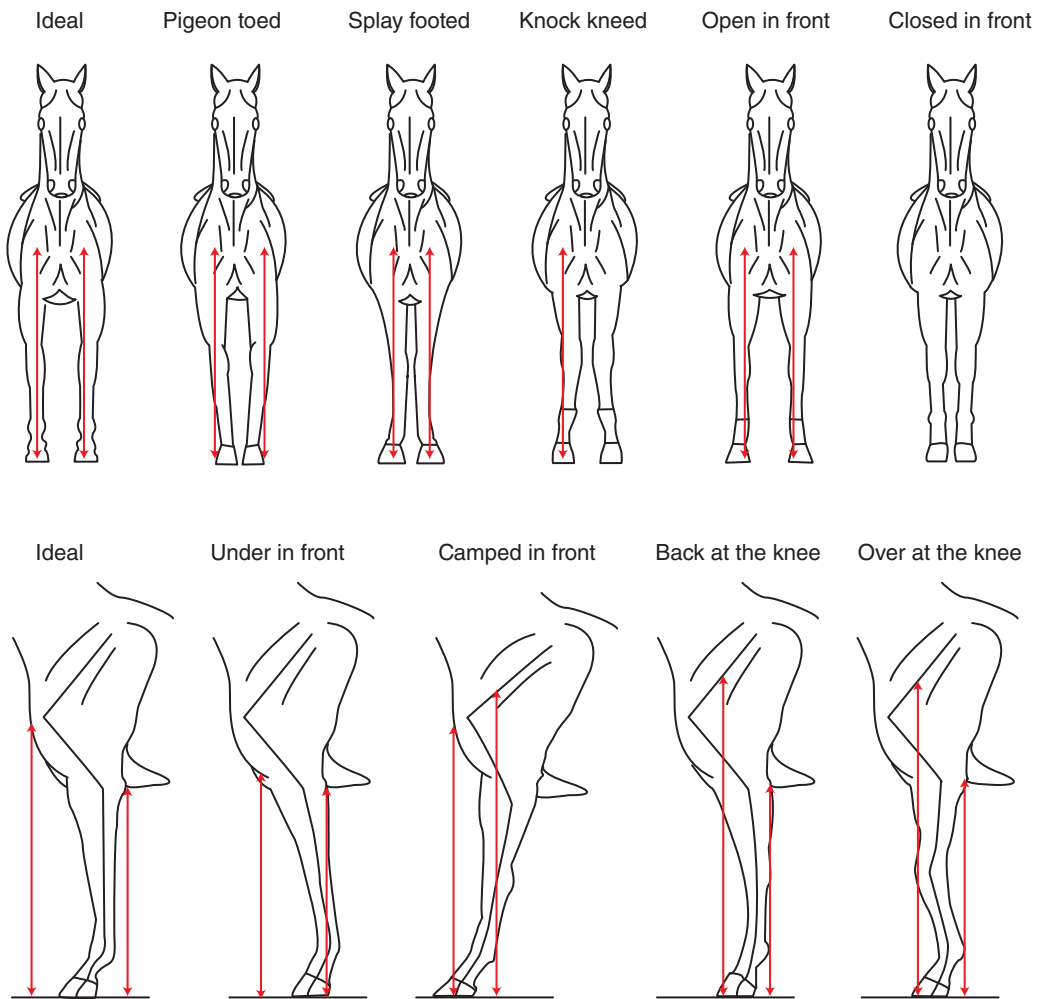 Ideal
Pigeon toed
Splay footed
Knock kneed
Open in front
Closed in front
Ideal
Under in front
Camped in front
Back at the knee
Over at the knee